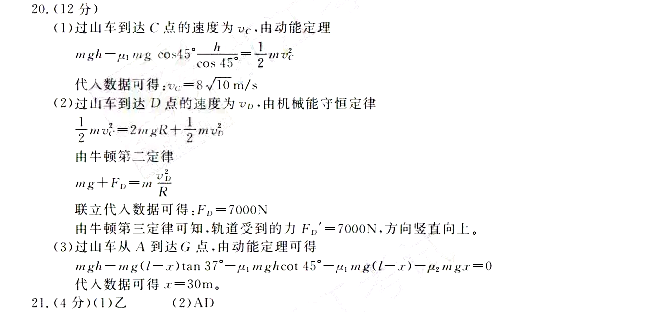 20.(12分)
(1)过山车到达C点的速度为v_C,由动能定理
mgh－μ₁mg cos45° h/cos 45°＝1/2 mv_C²
代入数据可得:v_C＝8√10 m/s
(2)过山车到达D点的速度为v_D,由机械能守恒定律
1/2 mv_C²＝2mgR＋1/2 mv_D²
由牛顿第二定律
mg＋F_D＝m v_D²/R
联立代入数据可得:F_D＝7000N
由牛顿第三定律可知,轨道受到的力F_D′＝7000N,方向竖直向上。
(3)过山车从A到达G点,由动能定理可得
mgh－mg(l－x)tan 37°－μ₁mghcot 45°－μ₁mg(l－x)－μ₂mgx＝0
代入数据可得x＝30m。
21.(4分)(1)乙 (2)AD